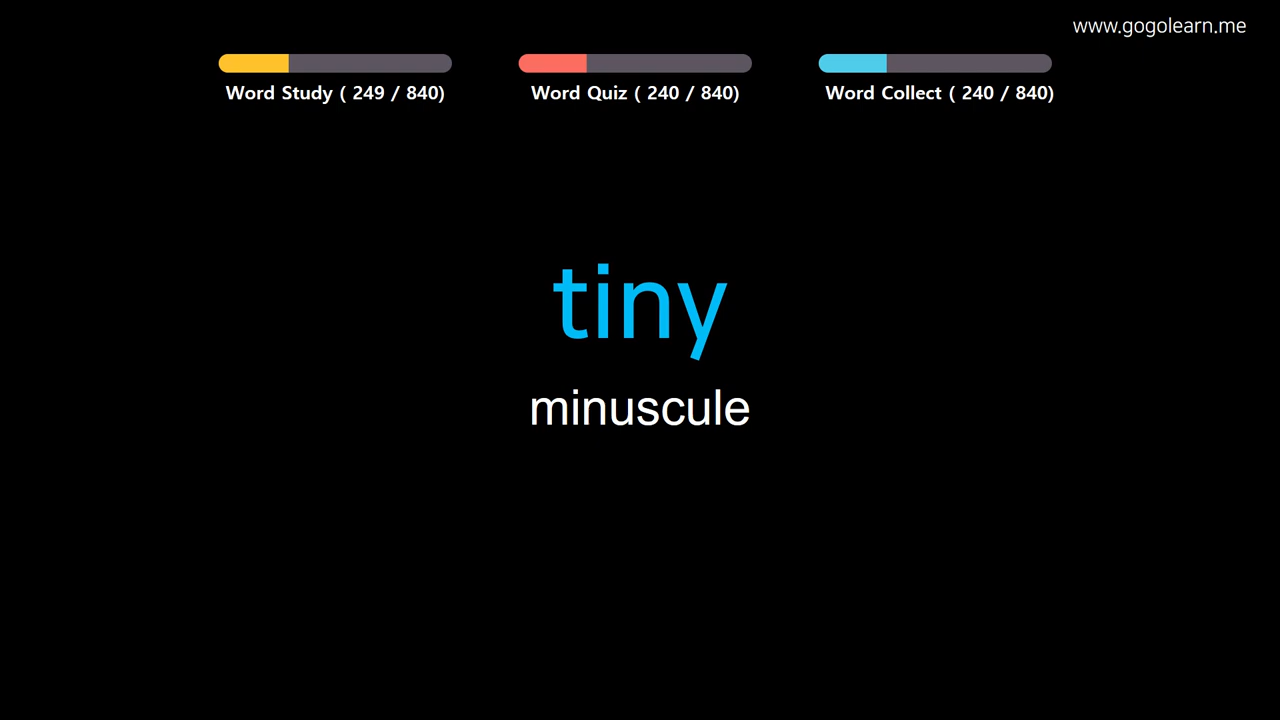 www.gogolearn.me
Word Study ( 249 / 840)
Word Quiz ( 240 / 840)
Word Collect ( 240 / 840)
tiny
minuscule